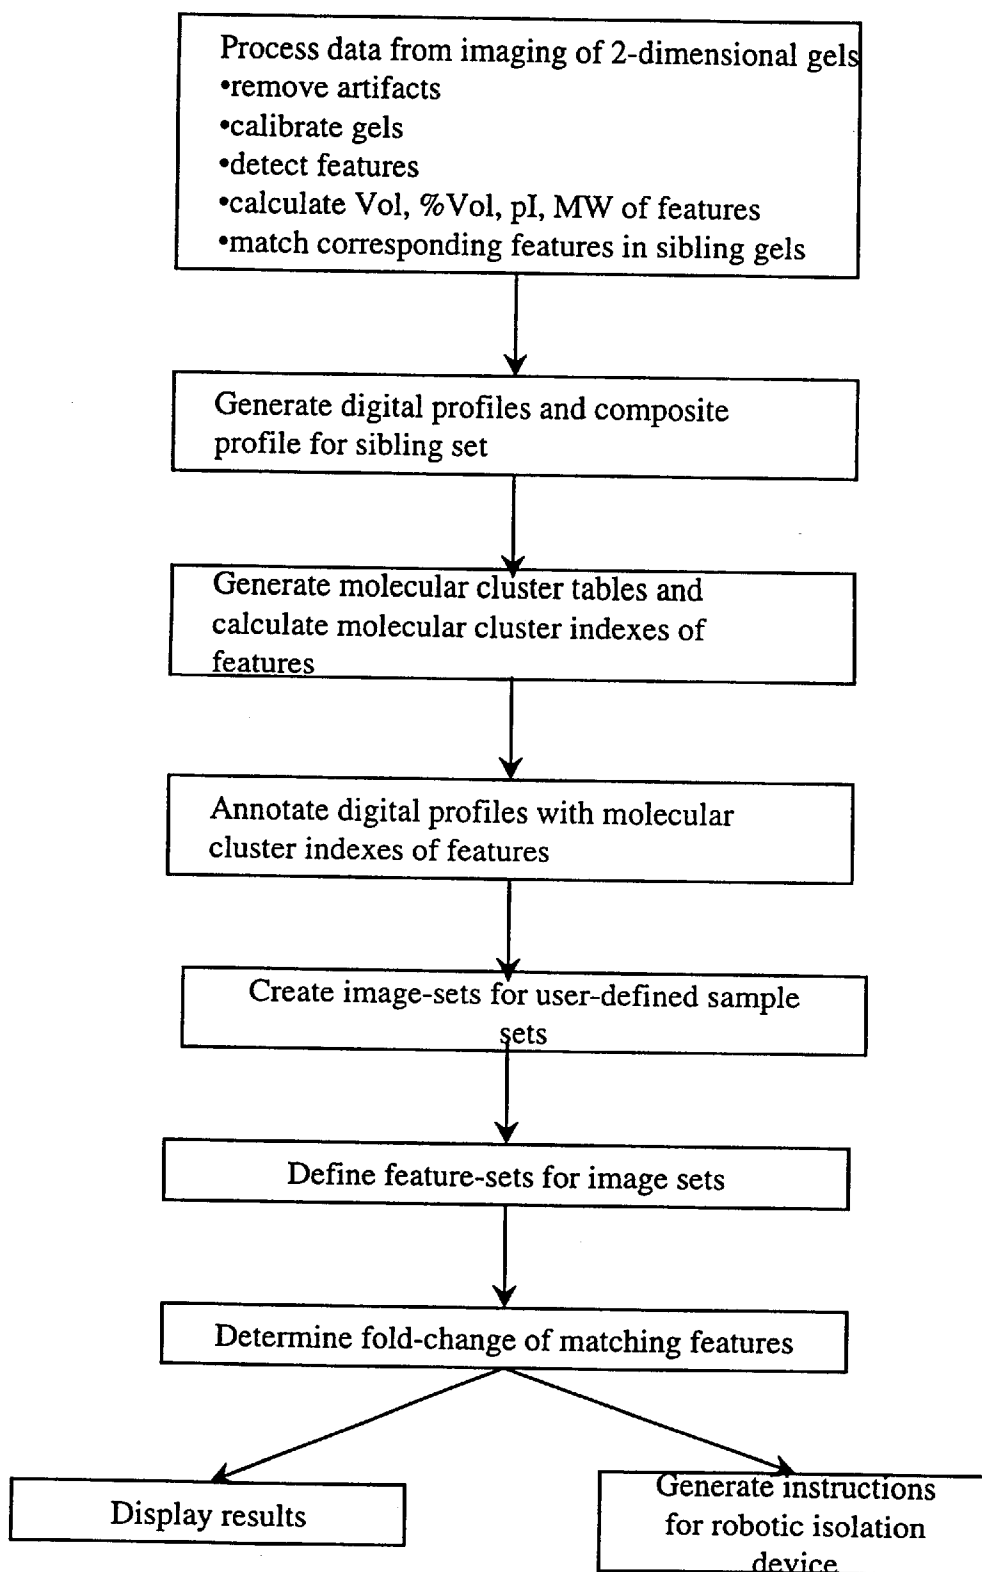 Process data from imaging of 2-dimensional gels
•remove artifacts
•calibrate gels
•detect features
•calculate Vol, %Vol, pI, MW of features
•match corresponding features in sibling gels
Generate digital profiles and composite
profile for sibling set
Generate molecular cluster tables and
calculate molecular cluster indexes of
features
Annotate digital profiles with molecular
cluster indexes of features
Create image-sets for user-defined sample
sets
Define feature-sets for image sets
Determine fold-change of matching features
Display results
Generate instructions
for robotic isolation
device